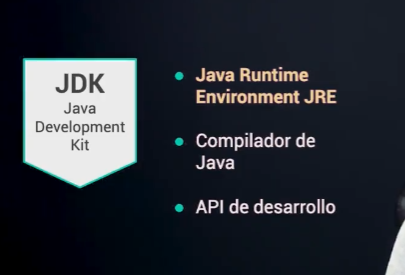 JDK
Java
Development
Kit
Java Runtime
Environment JRE
Compilador de
Java
API de desarrollo